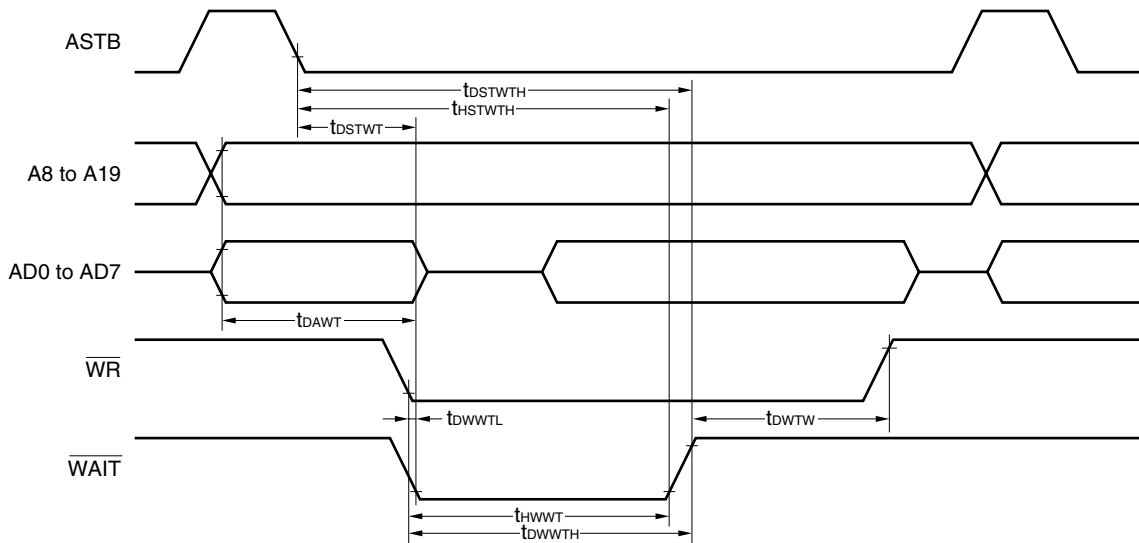 ASTB
tDSTWTH
tHSTWTH
tDSTWT
A8 to A19
AD0 to AD7
tDAWT
WR
tDWWTL
tDWTW
WAIT
tHWWT
tDWWTH